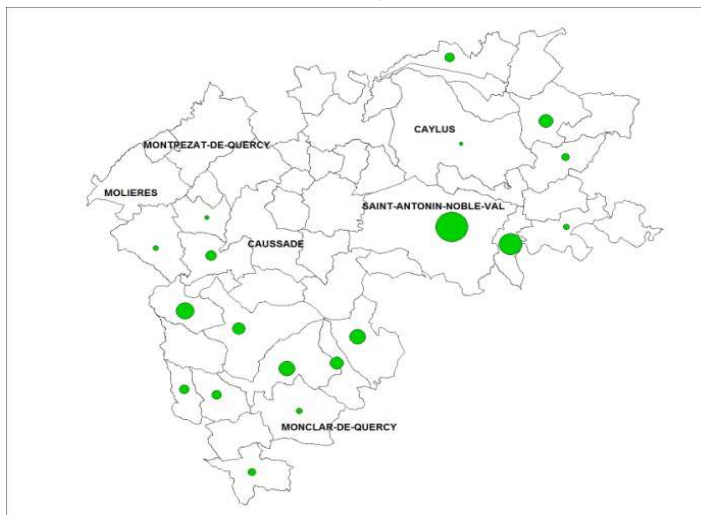 CAYLUS
MONTPEZAT-DE-QUERCY
MOLIERES
SAINT-ANTONIN-NOBLE-VAL
CAUSSADE
MONCLAR-DE-QUERCY